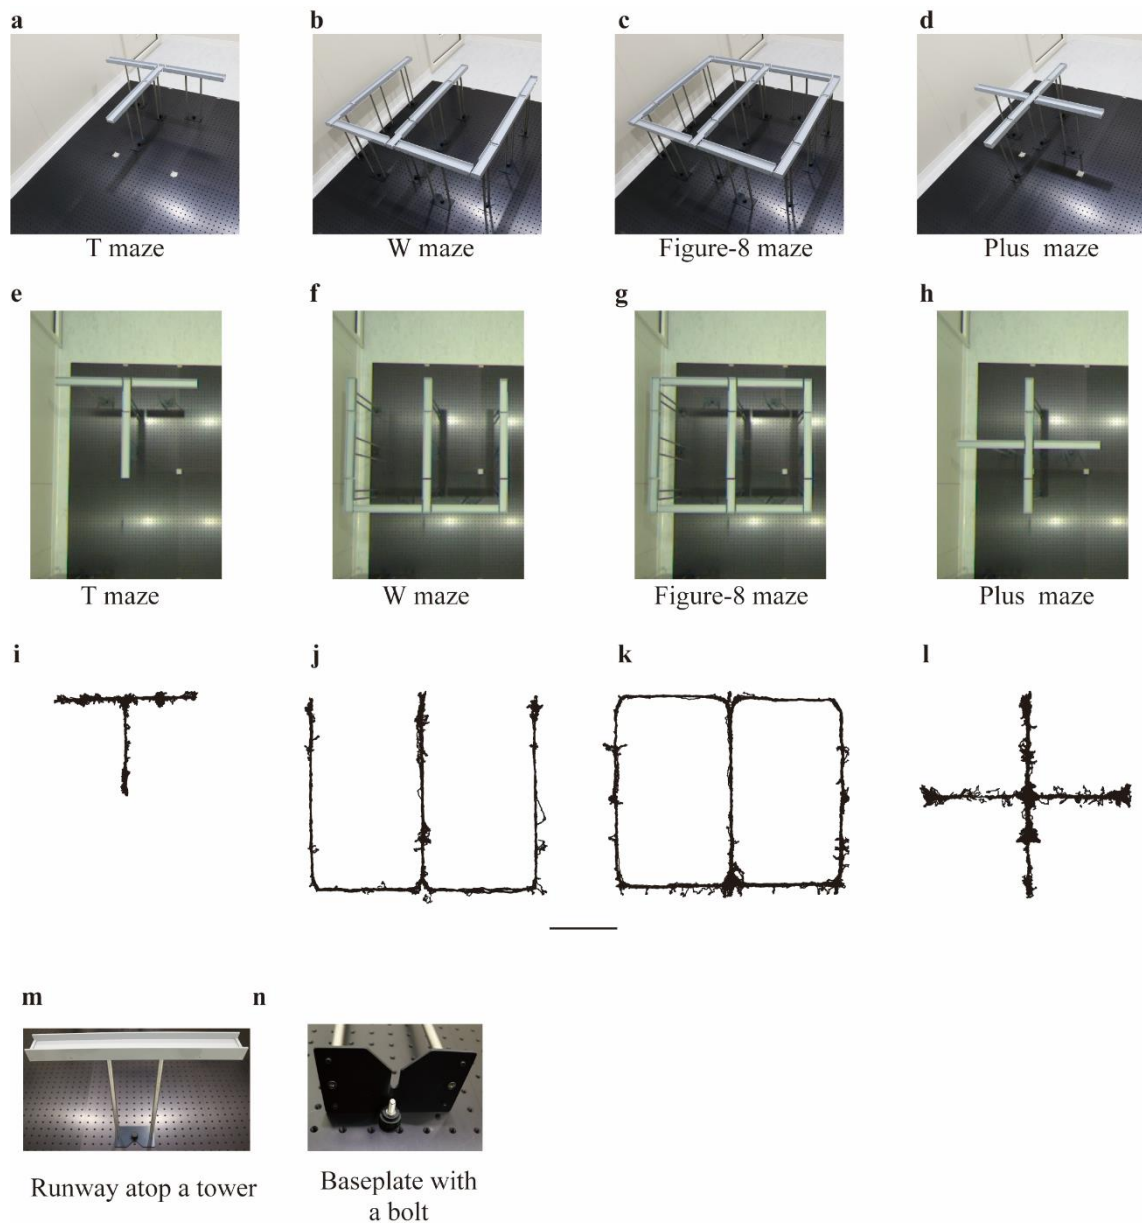 a
b
c
d
T maze
W maze
Figure-8 maze
Plus maze
e
f
g
h
T maze
W maze
Figure-8 maze
Plus maze
i
j
k
l
m
n
Runway atop a tower
Baseplate with
a bolt